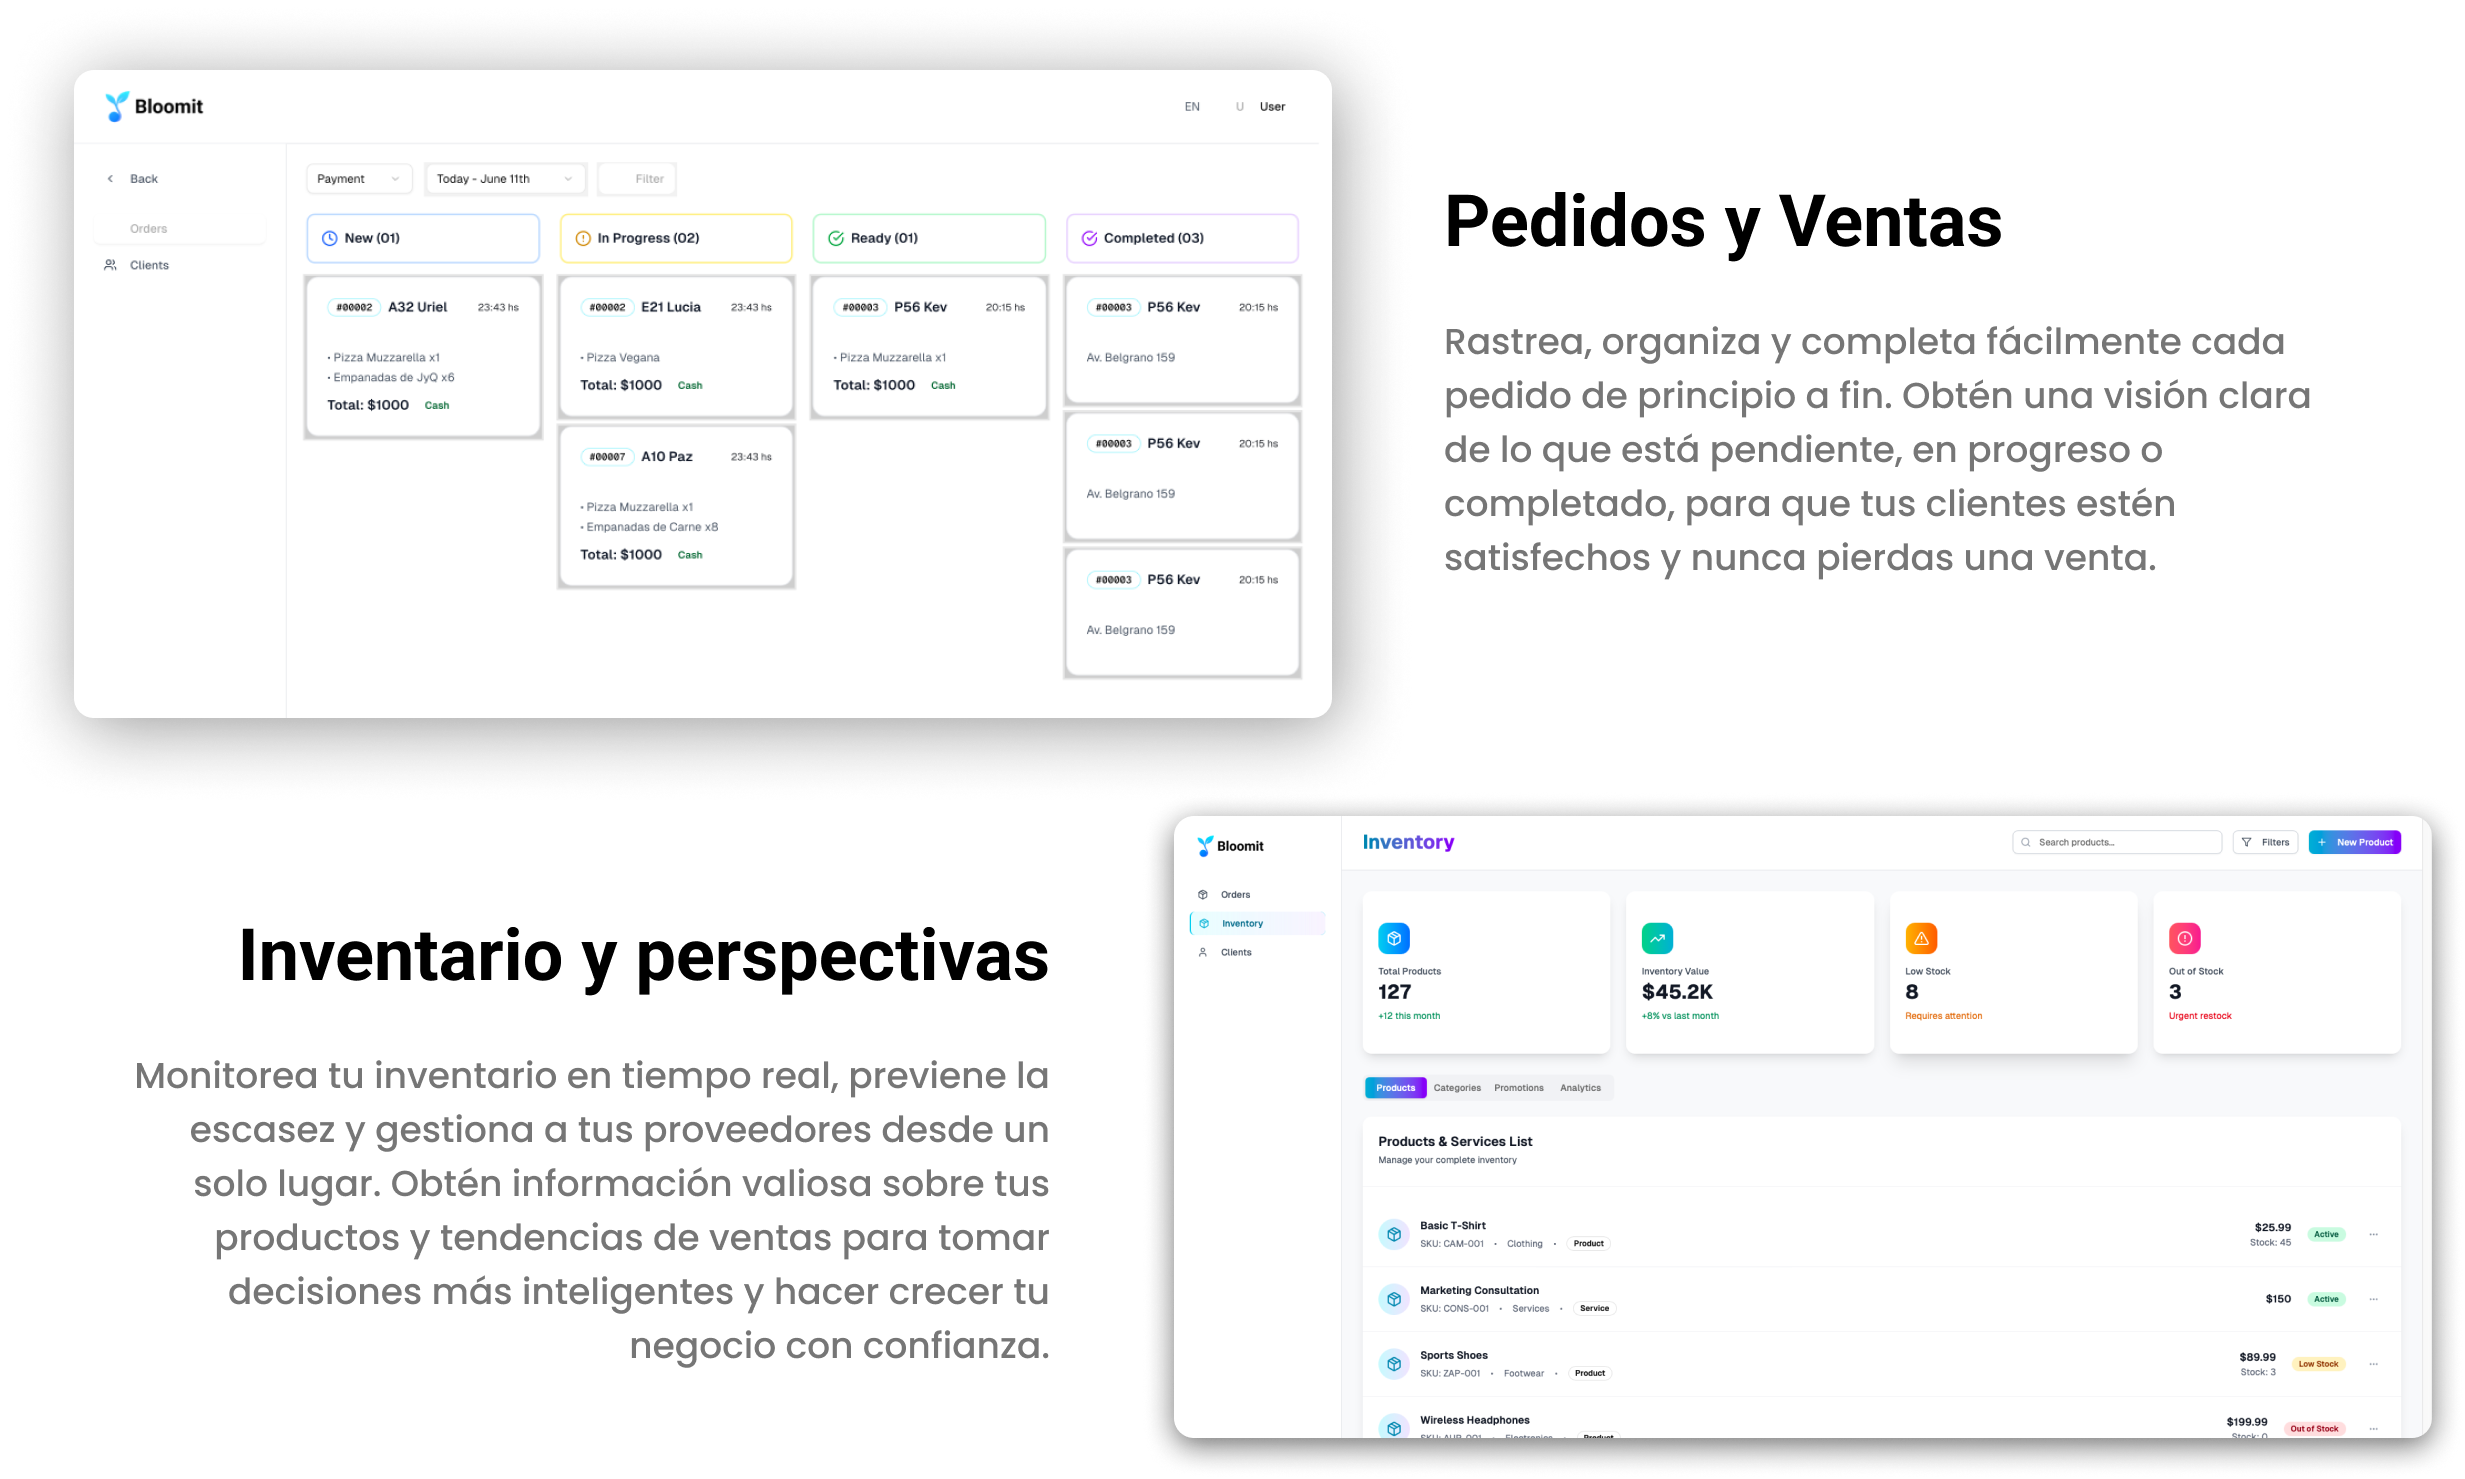 Bloomit
EN U User
Back
Orders
Clients
Payment
Today - June 11th
Filter
New (01)
#00002 A32 Uriel 23:43 hs
• Pizza Muzzarella x1
• Empanadas de JyQ x6
Total: $1000 Cash
In Progress (02)
#00002 E21 Lucia 23:43 hs
• Pizza Vegana
Total: $1000 Cash
#00007 A10 Paz 23:43 hs
• Pizza Muzzarella x1
• Empanadas de Carne x8
Total: $1000 Cash
Ready (01)
#00003 P56 Kev 20:15 hs
• Pizza Muzzarella x1
Total: $1000 Cash
Completed (03)
#00003 P56 Kev 20:15 hs
Av. Belgrano 159
#00003 P56 Kev 20:15 hs
Av. Belgrano 159
#00003 P56 Kev 20:15 hs
Av. Belgrano 159
Pedidos y Ventas
Rastrea, organiza y completa fácilmente cada
pedido de principio a fin. Obtén una visión clara
de lo que está pendiente, en progreso o
completado, para que tus clientes estén
satisfechos y nunca pierdas una venta.
Inventario y perspectivas
Monitorea tu inventario en tiempo real, previene la
escasez y gestiona a tus proveedores desde un
solo lugar. Obtén información valiosa sobre tus
productos y tendencias de ventas para tomar
decisiones más inteligentes y hacer crecer tu
negocio con confianza.
Bloomit
Orders
Inventory
Clients
Inventory
Search products...
Filters
+ New Product
Total Products
127
+12 this month
Inventory Value
$45.2K
+8% vs last month
Low Stock
8
Requires attention
Out of Stock
3
Urgent restock
Products Categories Promotions Analytics
Products & Services List
Manage your complete inventory
Basic T-Shirt
SKU: CAM-001 • Clothing • Product
$25.99
Stock: 45
Active
Marketing Consultation
SKU: CONS-001 • Services • Service
$150
Active
Sports Shoes
SKU: ZAP-001 • Footwear • Product
$89.99
Stock: 3
Low Stock
Wireless Headphones
SKU: AUR-001 • Electronics • Product
$199.99
Stock: 0
Out of Stock